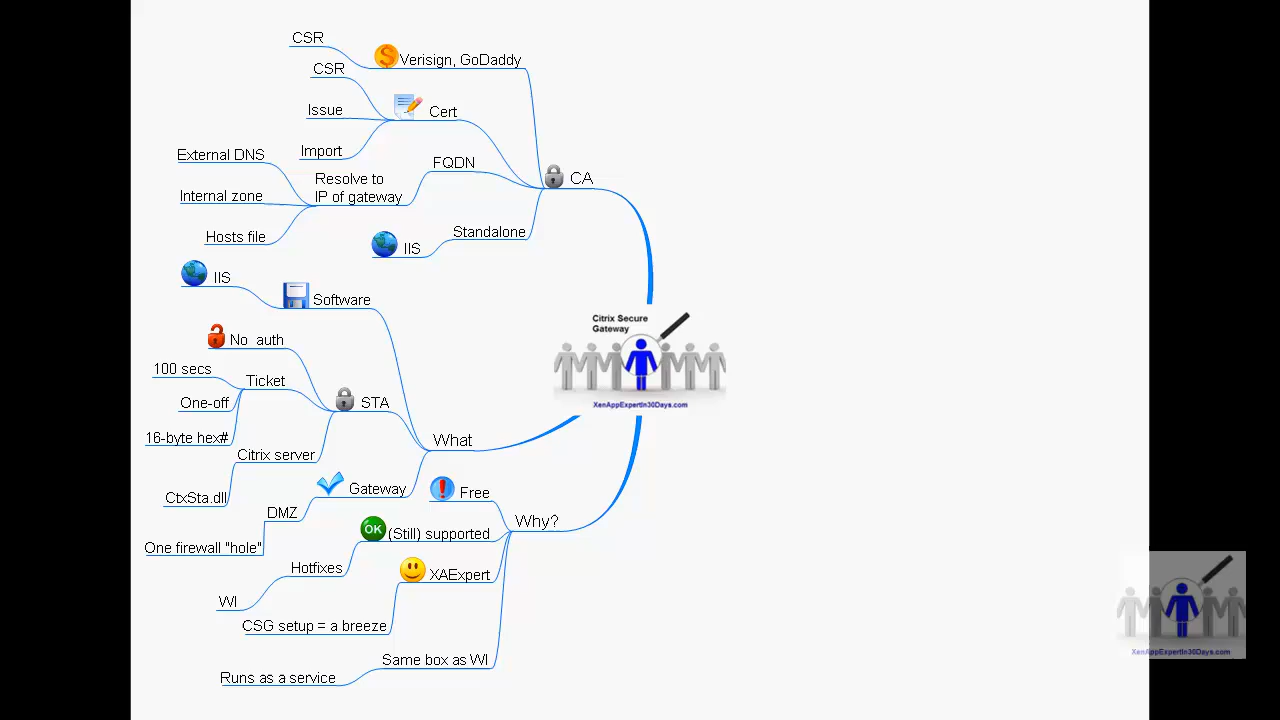 CSR
Verisign, GoDaddy
CSR
Issue
Cert
Import
External DNS
FQDN
Resolve to
IP of gateway
CA
Internal zone
Hosts file
Standalone
IIS
IIS
Software
Citrix Secure
Gateway
No auth
100 secs
Ticket
One-off
STA
XenAppExpertIn30Days.com
16-byte hex#
What
Citrix server
CtxSta.dll
Gateway
Free
DMZ
Why?
(Still) supported
One firewall "hole"
Hotfixes
XAExpert
WI
CSG setup = a breeze
Same box as WI
Runs as a service
XenAppExpertIn30Days.com